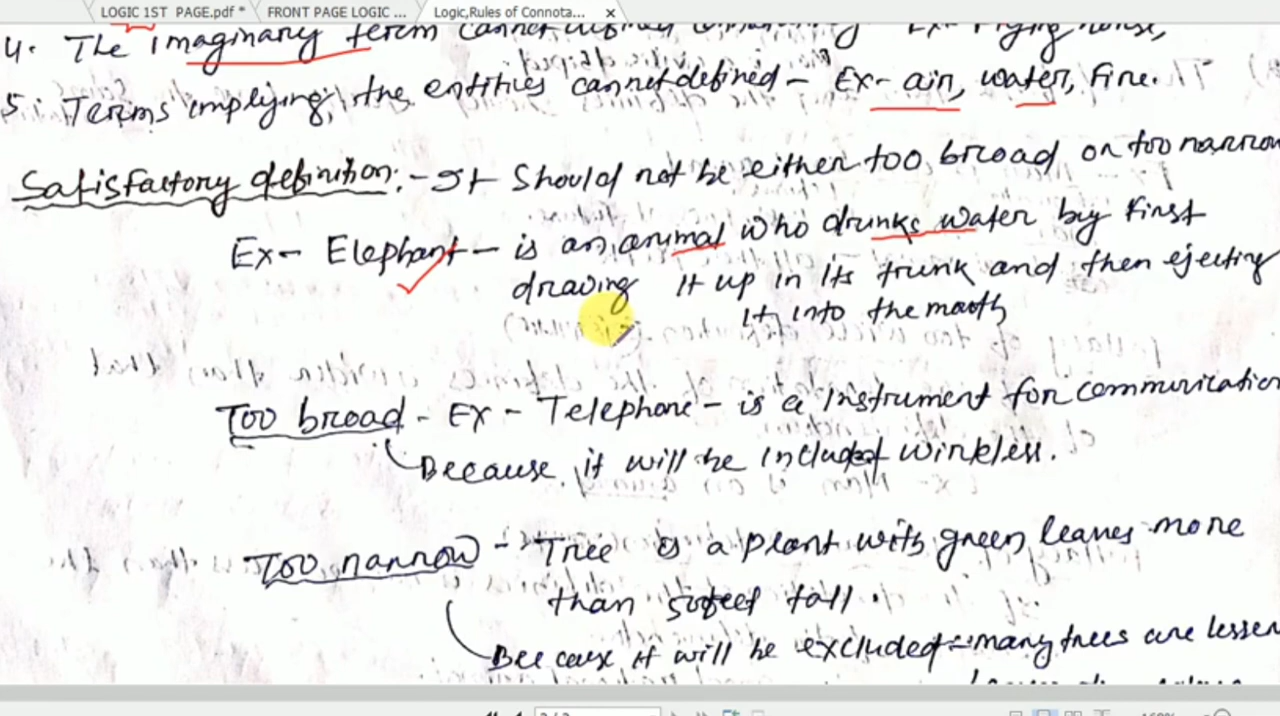 LOGIC 1ST PAGE.pdf * FRONT PAGE LOGIC ... Logic,Rules of Connota... ×
4. The imaginary term
5. Terms implying, the entities cannot defined - Ex- air, water, Fire.
Satisfactory definition:- It should not be either too broad or too narrow
Ex- Elephant - is an animal who drunks water by first
drawing it up in its trunk and then ejecting
it into the mouth
Too broad - Ex - Telephone - is a instrument for communication
Because, it will be included wirless.
Too narrow - Tree is a plant with green leaves more
than 50feet tall.
Because it will be excluded - many trees are lesser